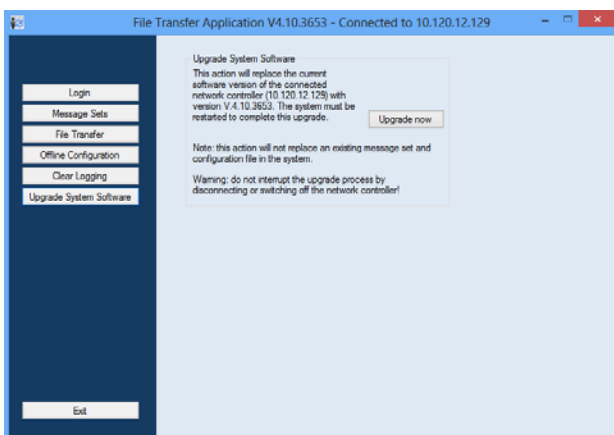 File Transfer Application V4.10.3653 - Connected to 10.120.12.129
Login
Message Sets
File Transfer
Offline Configuration
Clear Logging
Upgrade System Software
Exit
Upgrade System Software
This action will replace the current
software version of the connected
network controller (10.120.12.129) with
version V.4.10.3653. The system must be
restarted to complete this upgrade.
Upgrade now
Note: this action will not replace an existing message set and
configuration file in the system.
Warning: do not interrupt the upgrade process by
disconnecting or switching off the network controller!